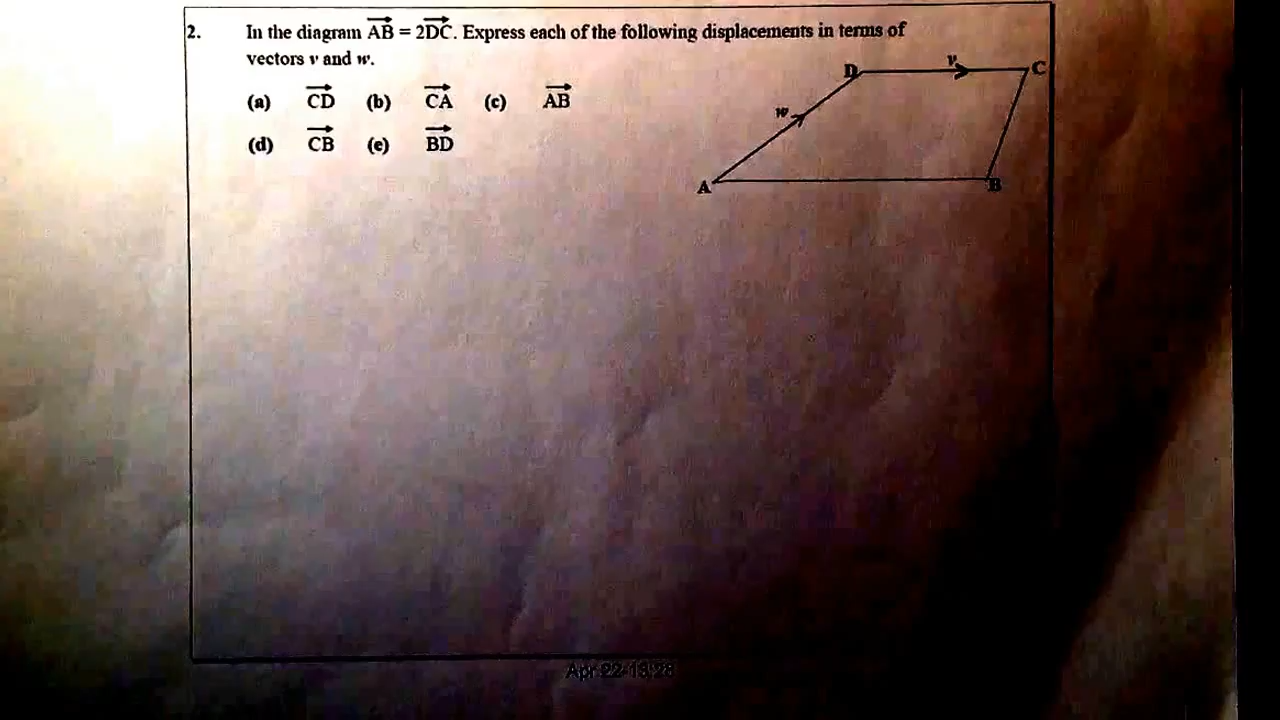 2. In the diagram AB = 2DC. Express each of the following displacements in terms of
vectors v and w.
(a) CD (b) CA (c) AB
(d) CB (e) BD
D v C
w
A B